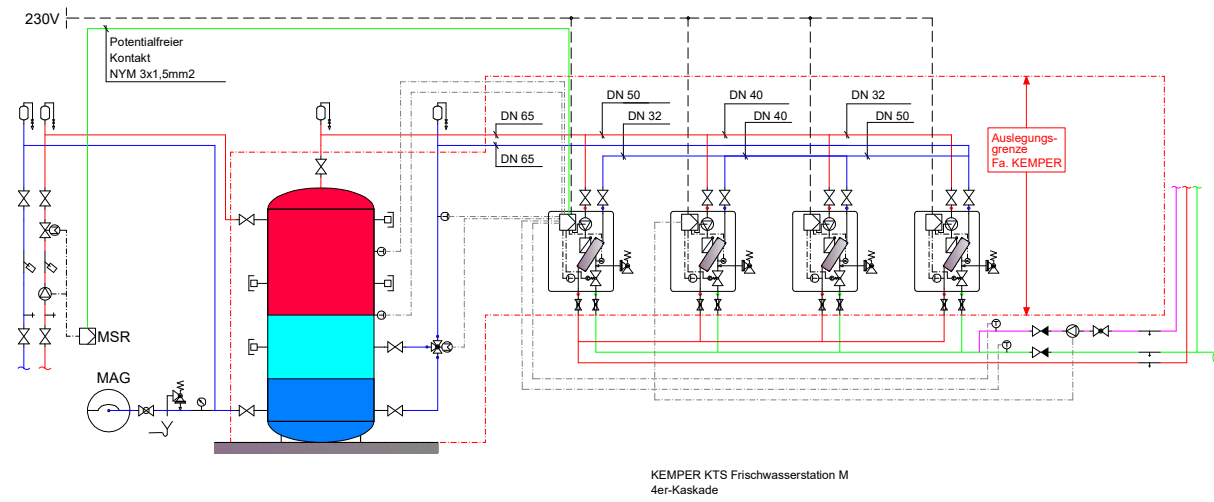 230V
Potentialfreier
Kontakt
NYM 3x1,5mm2
DN 65
DN 50
DN 32
DN 40
DN 40
DN 32
DN 50
DN 65
Auslegungs-
grenze
Fa. KEMPER
MSR
MAG
KEMPER KTS Frischwasserstation M
4er-Kaskade